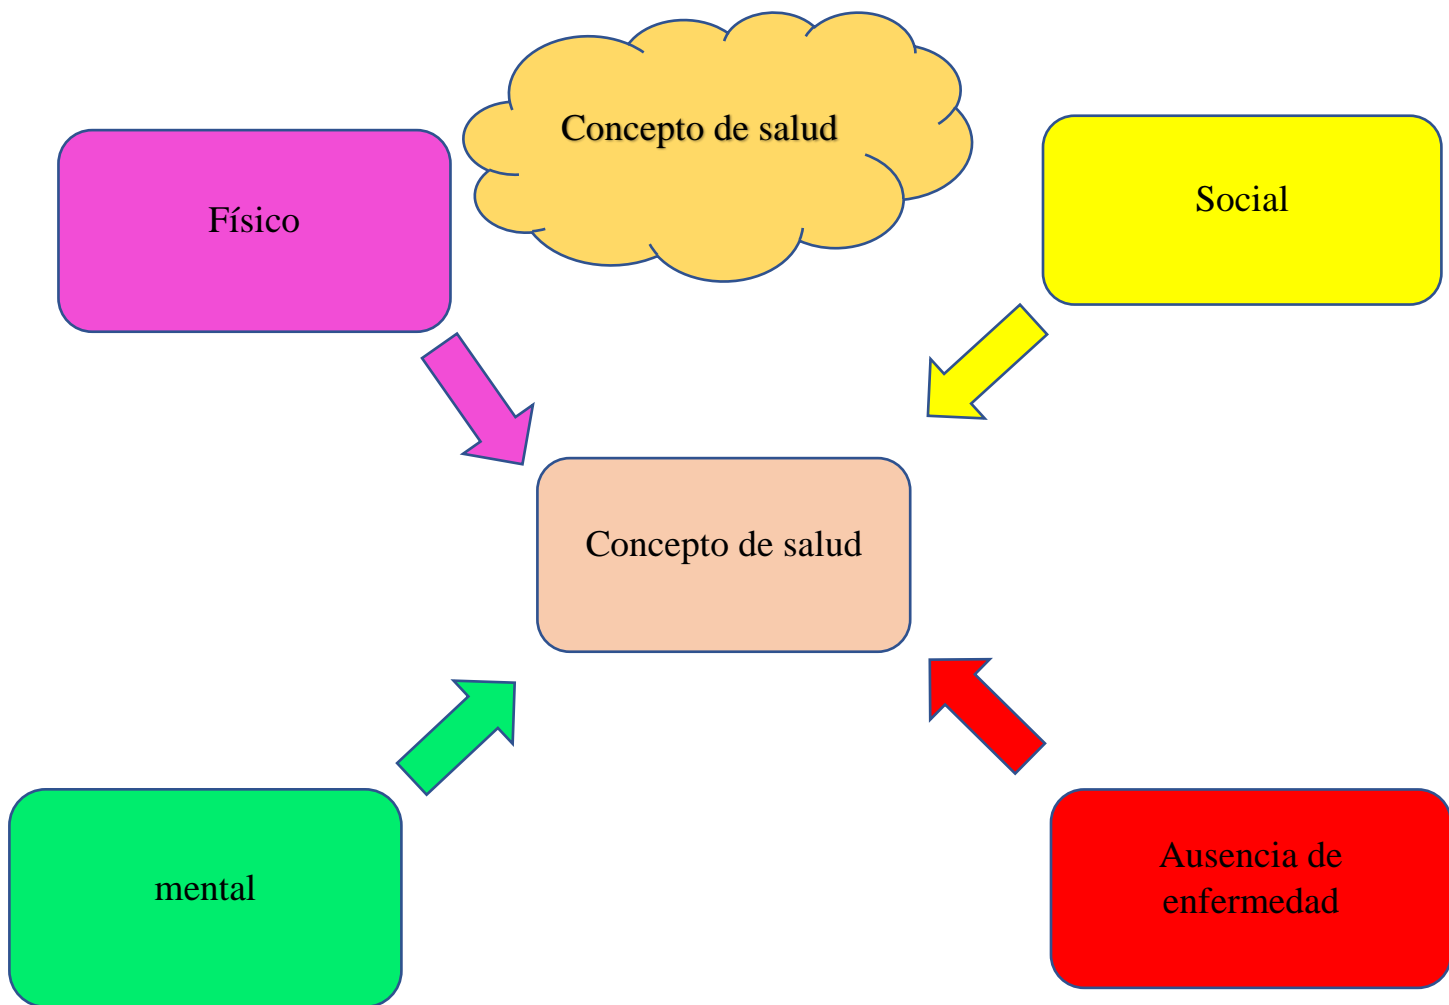 Concepto de salud
Físico
Social
Concepto de salud
mental
Ausencia de
enfermedad